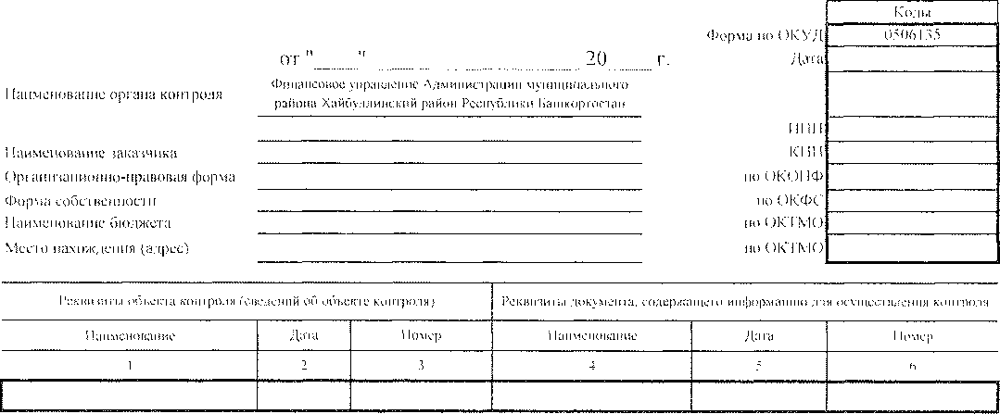 Коды
Форма по ОКУД 0506135
от "____" ____________ 20____ г. Дата
Наименование органа контроля Финансовое управление Администрации муниципального
района Хайбуллинский район Республики Башкортостан
ИНН
Наименование заказчика КПП
Организационно-правовая форма по ОКОПФ
Форма собственности по ОКФС
Наименование бюджета по ОКТМО
Место нахождения (адрес) по ОКТМО
Реквизиты объекта контроля (сведений об объекте контроля) Реквизиты документа, содержащего информацию для осуществления контроля
Наименование Дата Номер Наименование Дата Номер
1 2 3 4 5 6